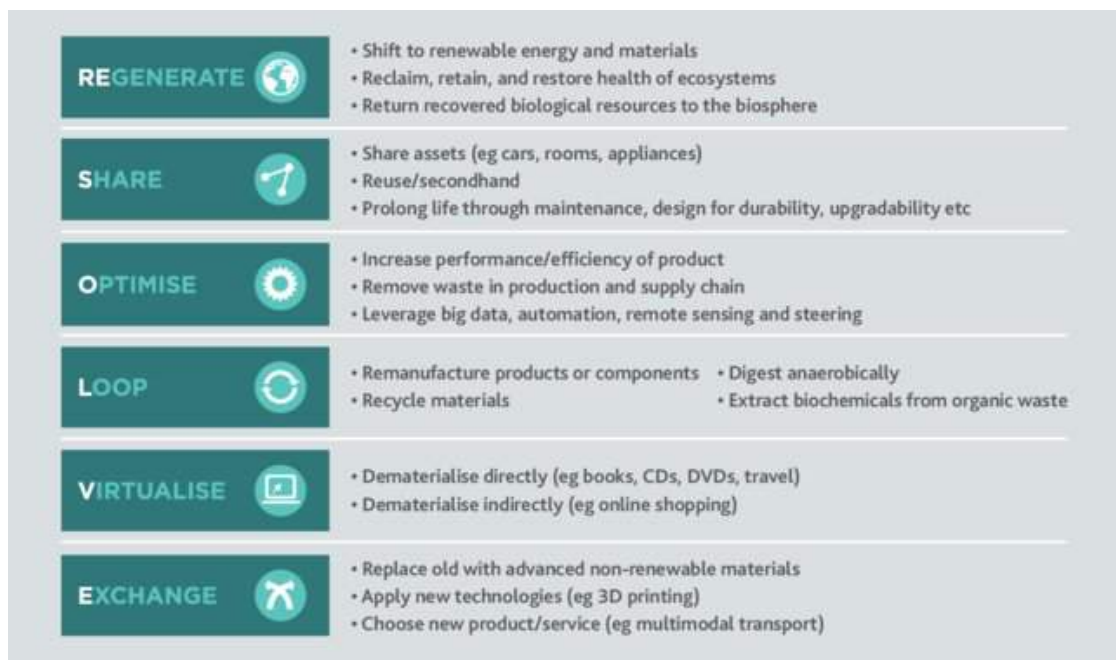 REGENERATE
• Shift to renewable energy and materials
• Reclaim, retain, and restore health of ecosystems
• Return recovered biological resources to the biosphere
SHARE
• Share assets (eg cars, rooms, appliances)
• Reuse/secondhand
• Prolong life through maintenance, design for durability, upgradability etc
OPTIMISE
• Increase performance/efficiency of product
• Remove waste in production and supply chain
• Leverage big data, automation, remote sensing and steering
LOOP
• Remanufacture products or components
• Recycle materials
• Digest anaerobically
• Extract biochemicals from organic waste
VIRTUALISE
• Dematerialise directly (eg books, CDs, DVDs, travel)
• Dematerialise indirectly (eg online shopping)
EXCHANGE
• Replace old with advanced non-renewable materials
• Apply new technologies (eg 3D printing)
• Choose new product/service (eg multimodal transport)